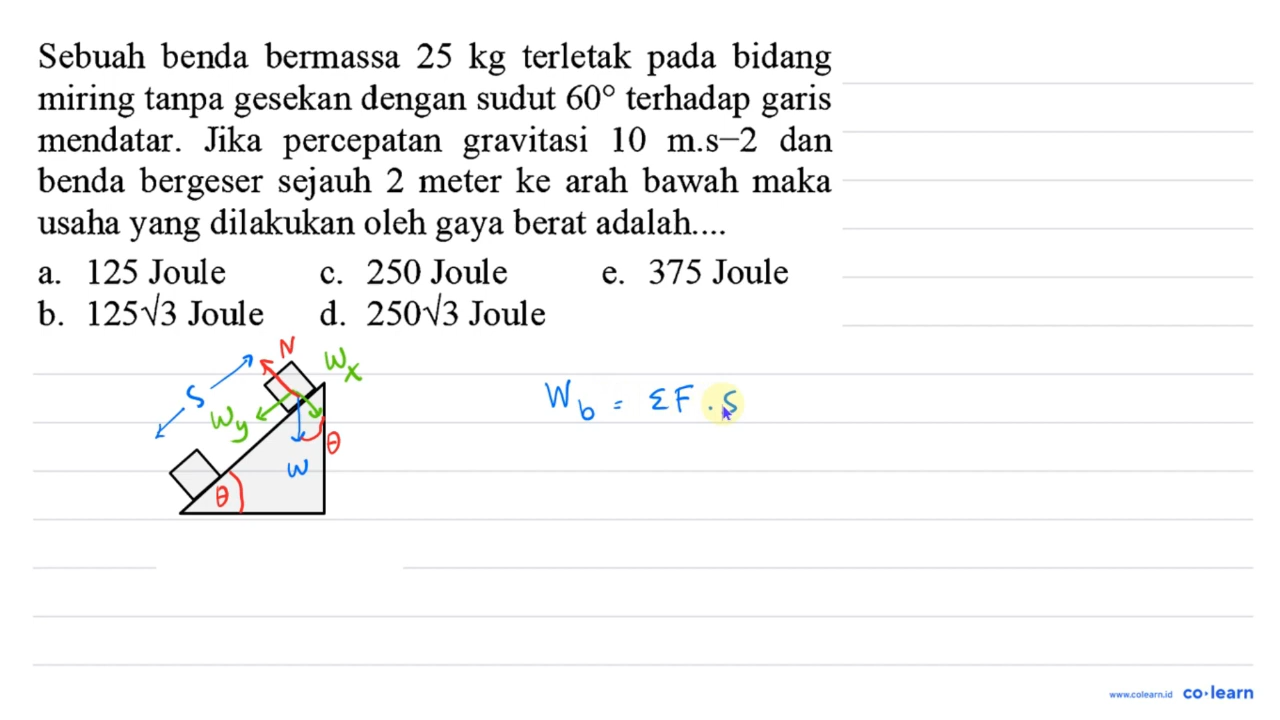 Sebuah benda bermassa 25 kg terletak pada bidang
miring tanpa gesekan dengan sudut 60° terhadap garis
mendatar. Jika percepatan gravitasi 10 m.s−2 dan
benda bergeser sejauh 2 meter ke arah bawah maka
usaha yang dilakukan oleh gaya berat adalah....
a. 125 Joule c. 250 Joule e. 375 Joule
b. 125√3 Joule d. 250√3 Joule
N
Wx
S
Wy
θ
W
θ
Wb = ΣF . S
www.colearn.id co·learn